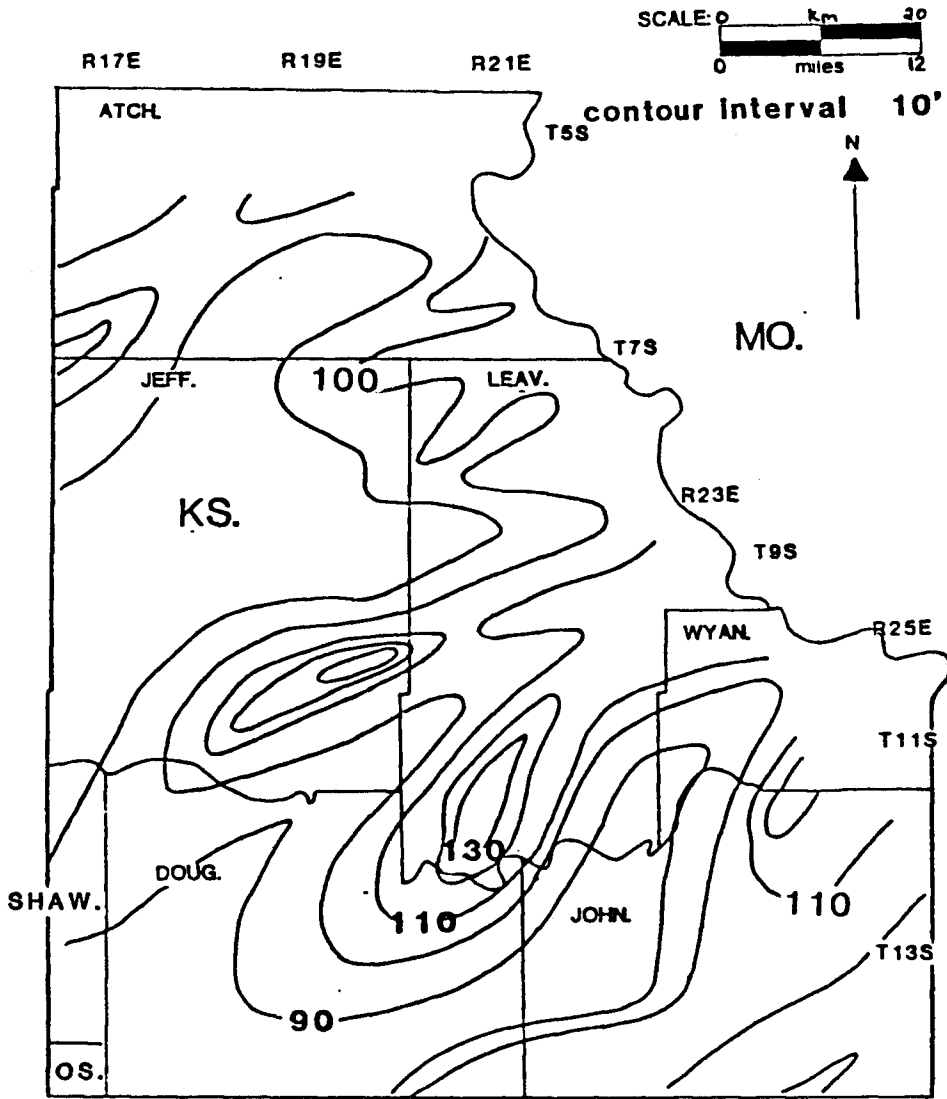 SCALE: 0 km 20
0 miles 12
R17E R19E R21E
contour interval 10'
ATCH.
T5S
N
MO.
T7S
JEFF. 100 LEAV.
KS.
R23E
T9S
WYAN. R25E
T11S
130
DOUG.
SHAW. 110 JOHN. 110
T13S
90
OS.